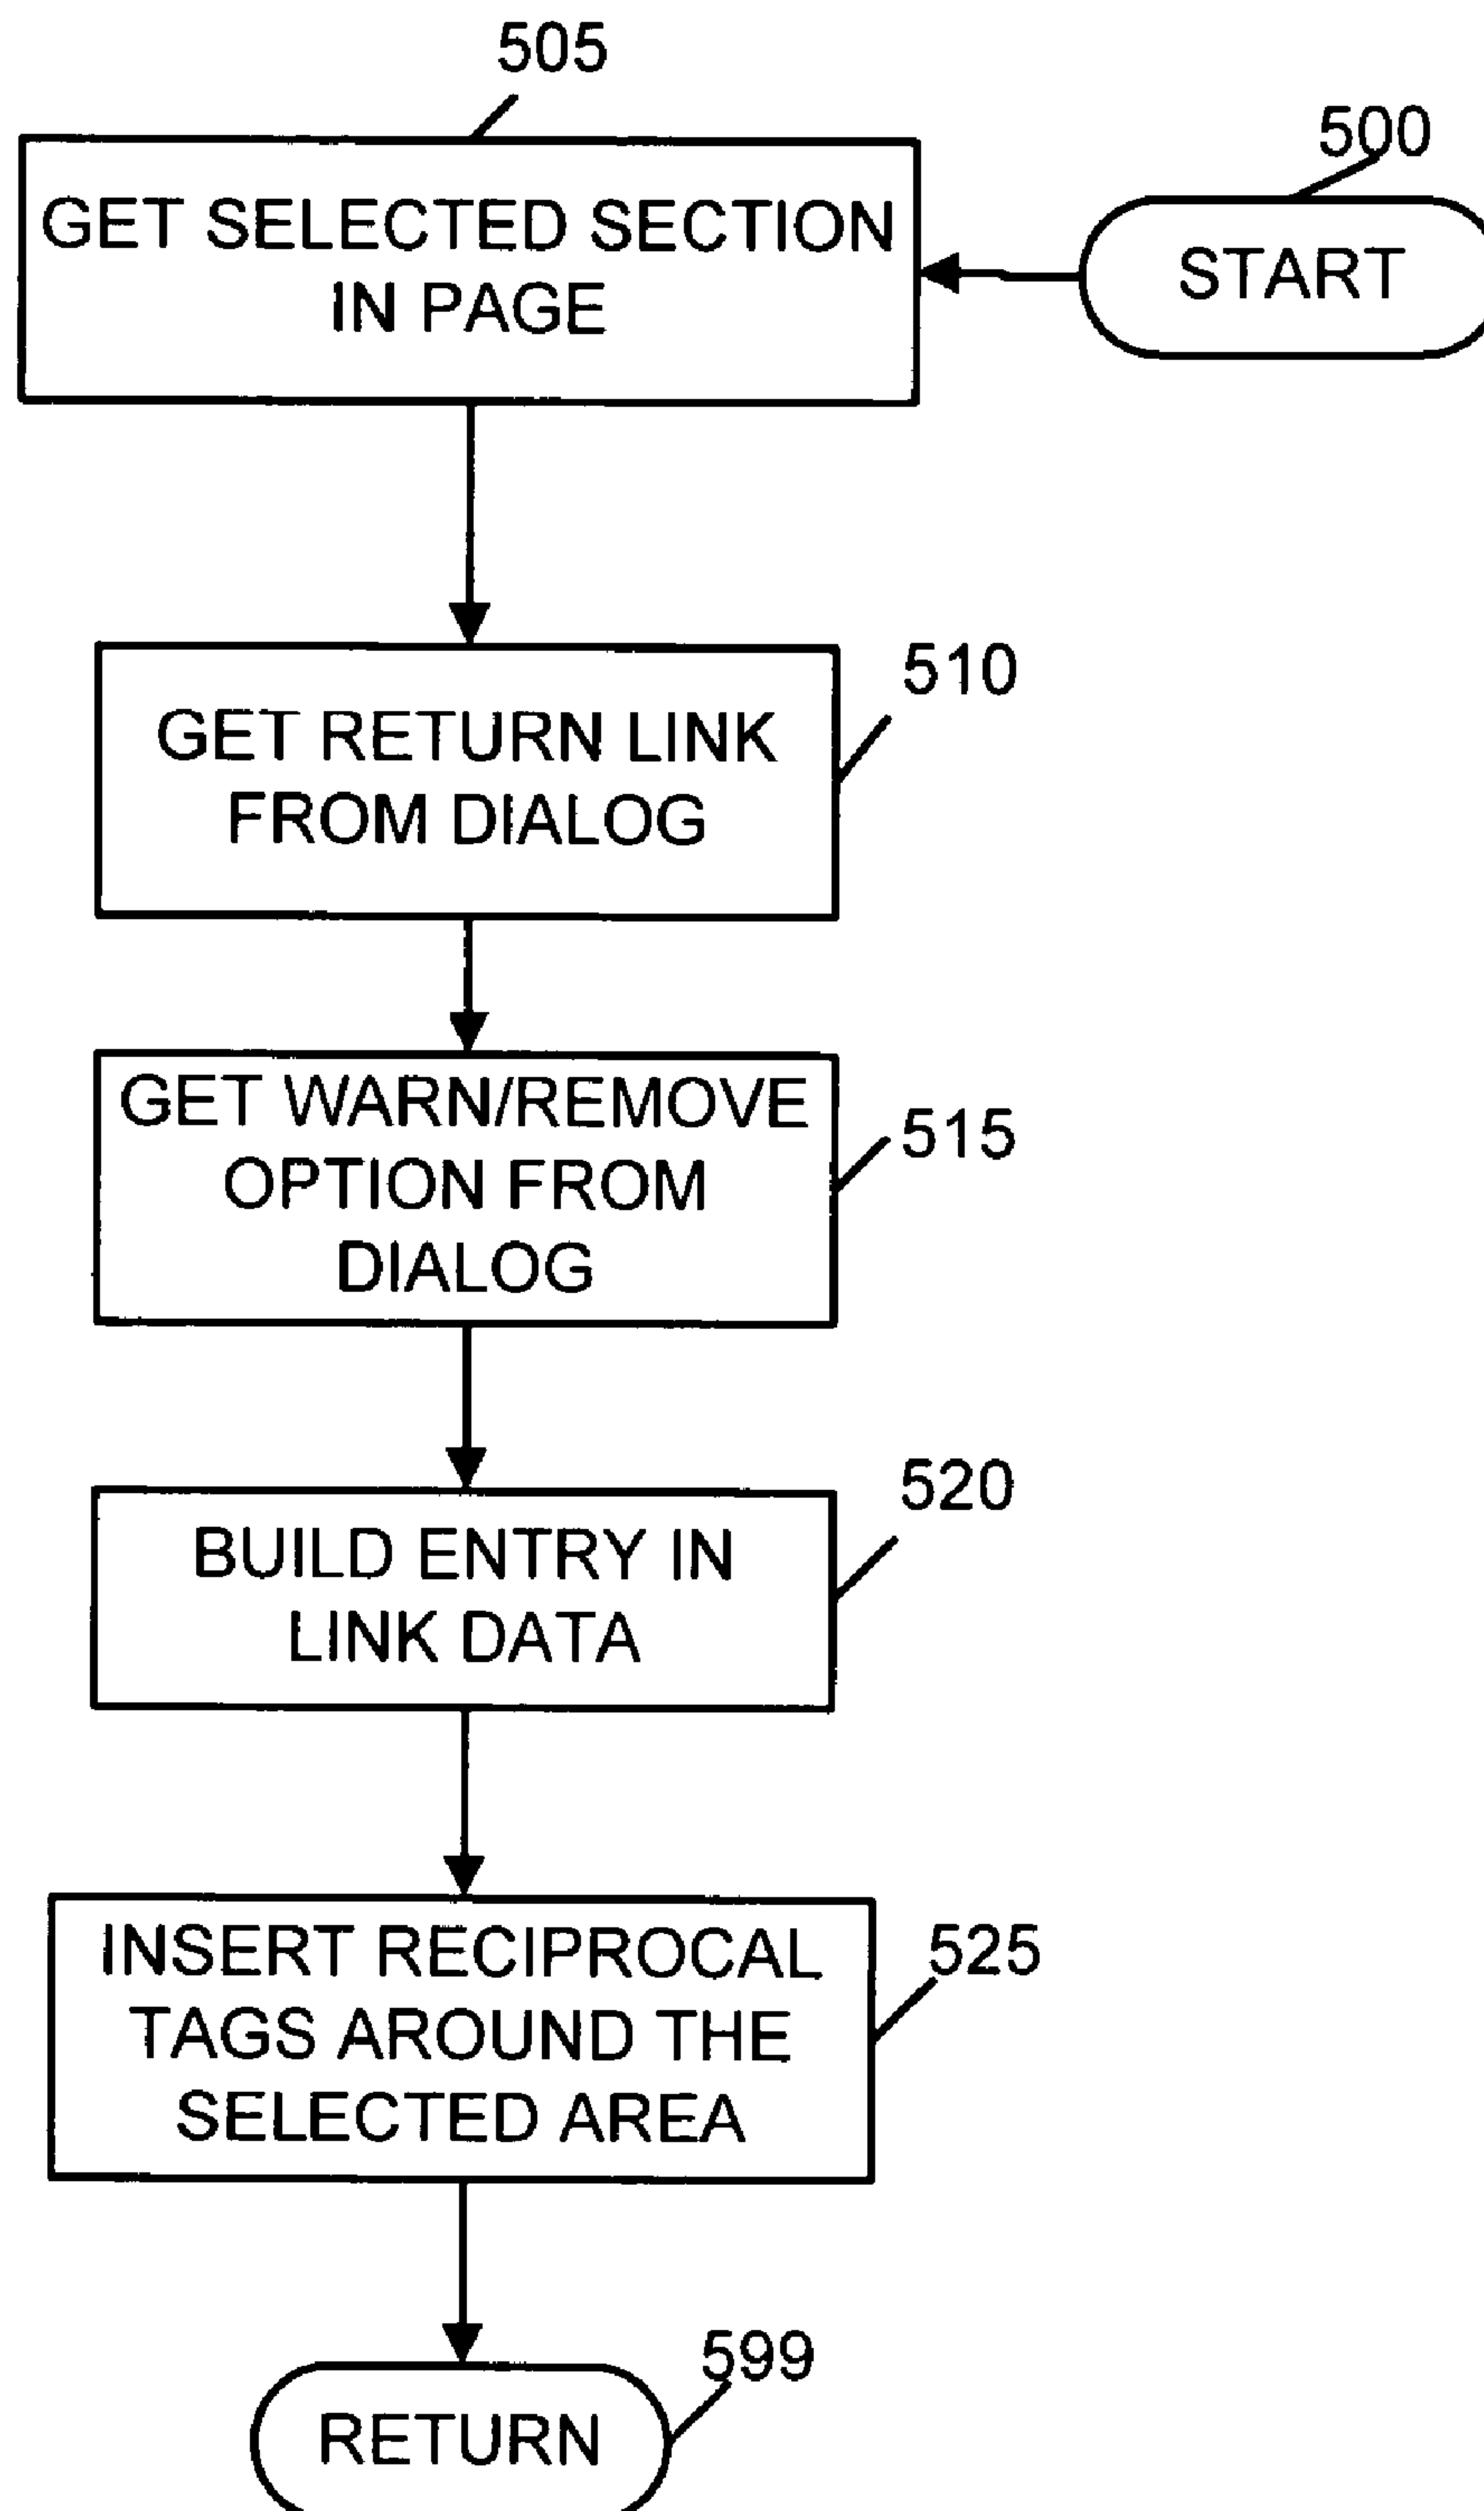 505
500
START
GET SELECTED SECTION
IN PAGE
510
GET RETURN LINK
FROM DIALOG
GET WARN/REMOVE
OPTION FROM
DIALOG
515
520
BUILD ENTRY IN
LINK DATA
INSERT RECIPROCAL
TAGS AROUND THE
SELECTED AREA
525
599
RETURN